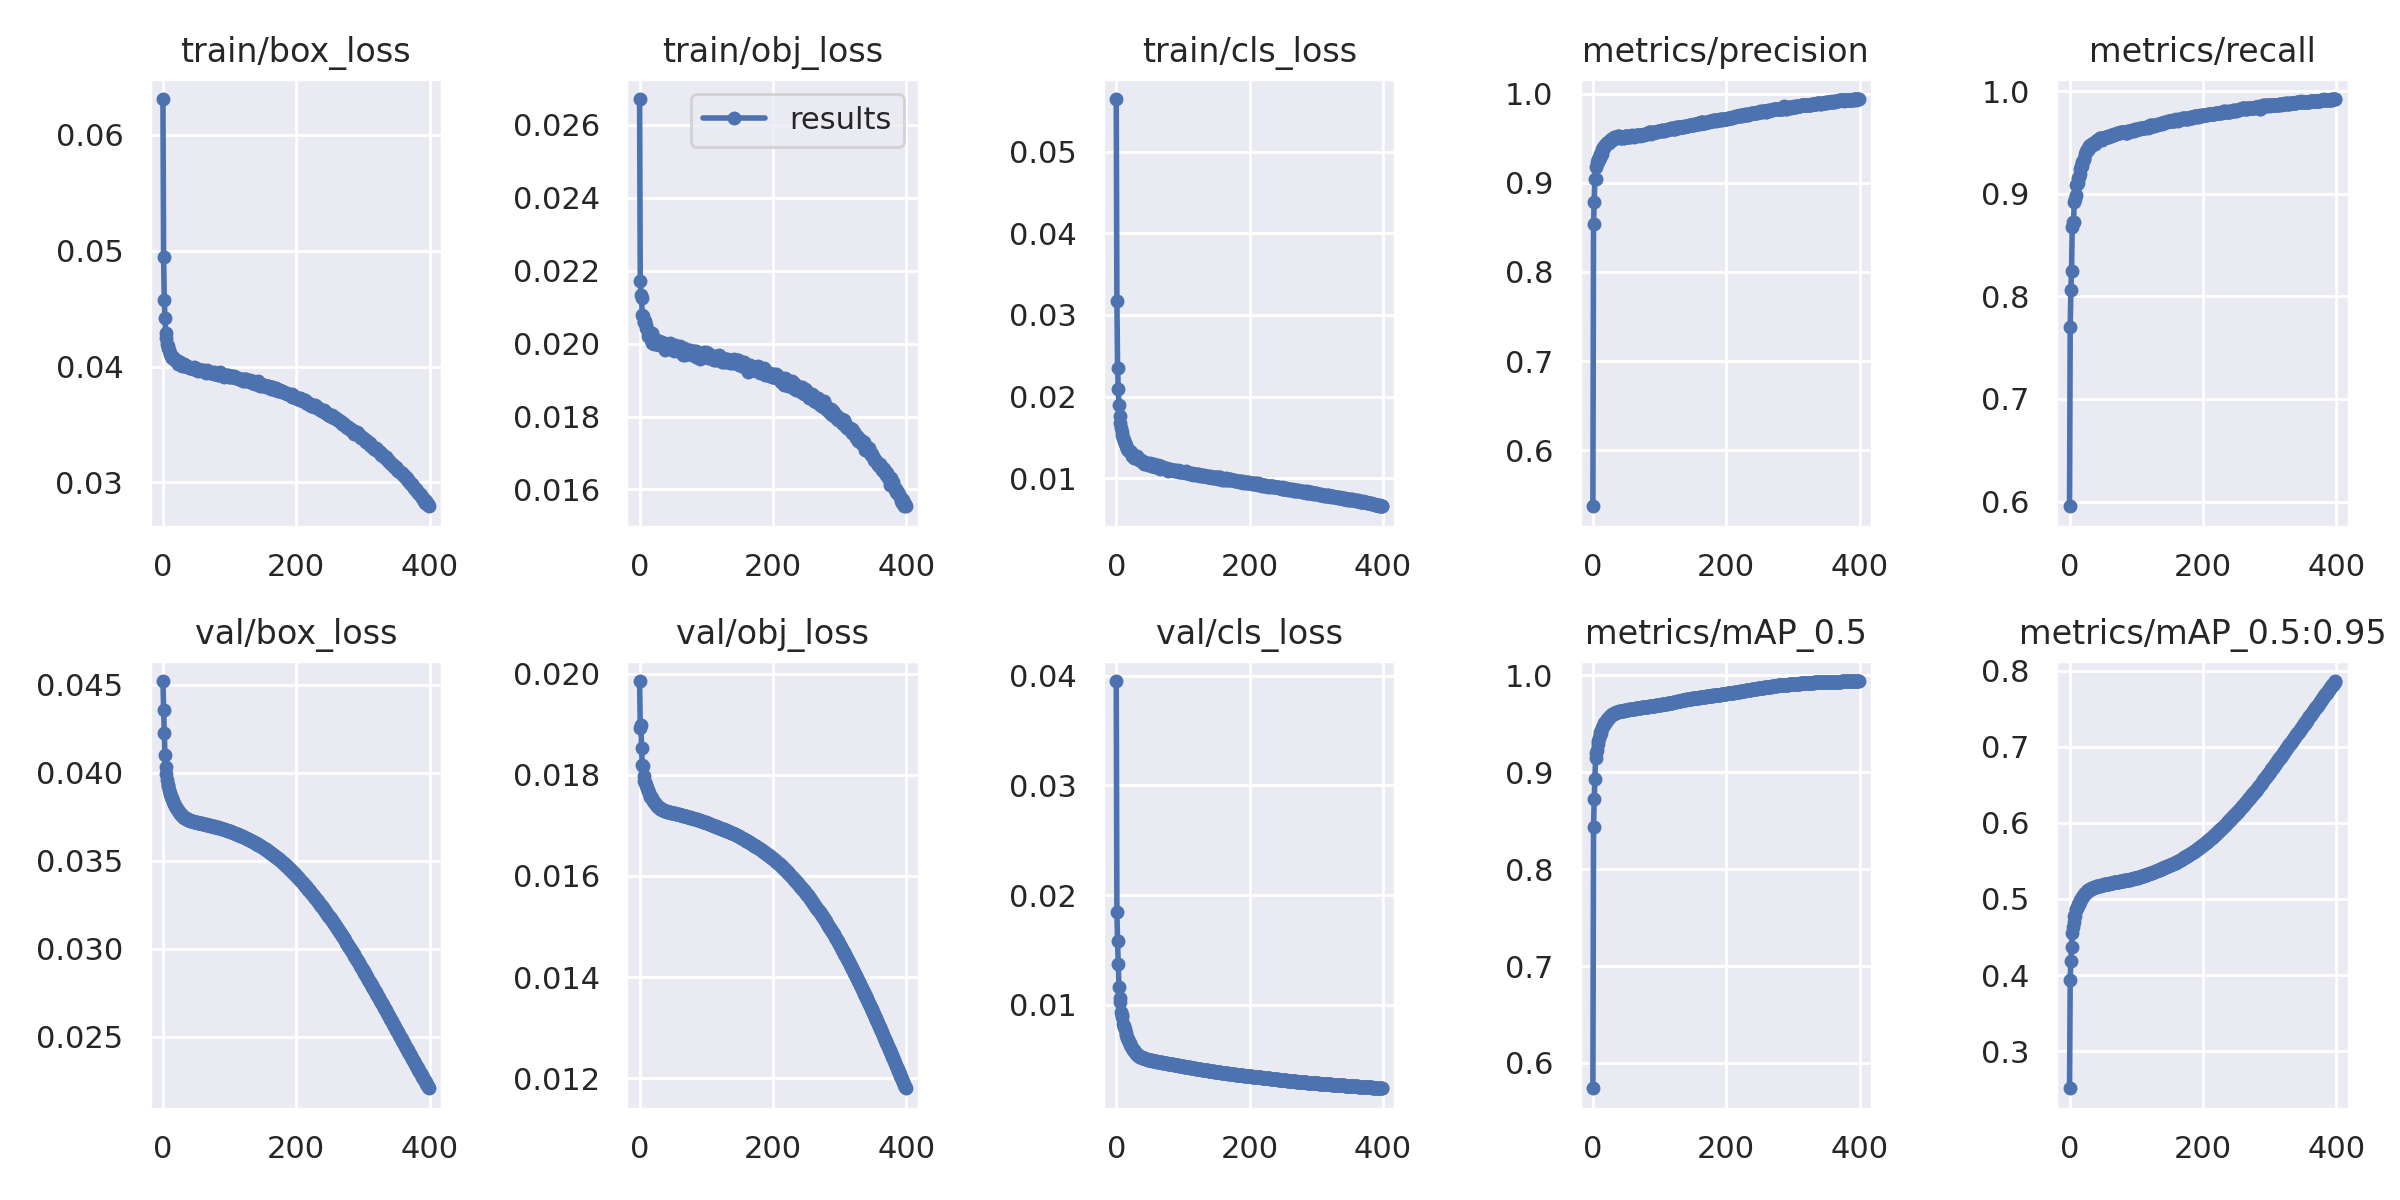 train/box_loss
0.06
0.05
0.04
0.03
0 200 400
train/obj_loss
results
0.026
0.024
0.022
0.020
0.018
0.016
0 200 400
train/cls_loss
0.05
0.04
0.03
0.02
0.01
0 200 400
metrics/precision
1.0
0.9
0.8
0.7
0.6
0 200 400
metrics/recall
1.0
0.9
0.8
0.7
0.6
0 200 400
val/box_loss
0.045
0.040
0.035
0.030
0.025
0 200 400
val/obj_loss
0.020
0.018
0.016
0.014
0.012
0 200 400
val/cls_loss
0.04
0.03
0.02
0.01
0 200 400
metrics/mAP_0.5
1.0
0.9
0.8
0.7
0.6
0 200 400
metrics/mAP_0.5:0.95
0.8
0.7
0.6
0.5
0.4
0.3
0 200 400